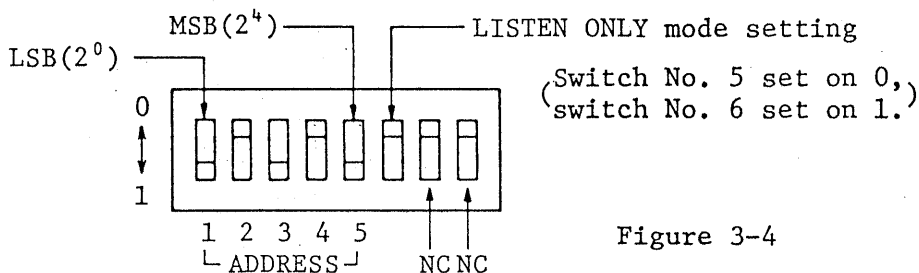 MSB(2⁴)
LISTEN ONLY mode setting
LSB(2⁰)
(Switch No. 5 set on 0,
switch No. 6 set on 1.)
0
1
1 2 3 4 5
ADDRESS
NC NC
Figure 3-4